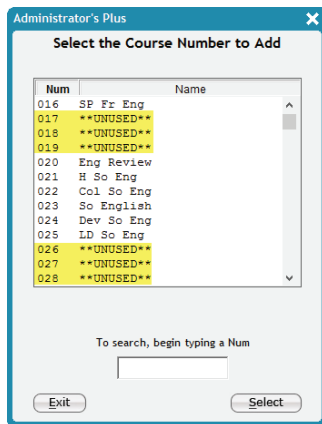 Administrator's Plus
Select the Course Number to Add
Num Name
016 SP Fr Eng
017 **UNUSED**
018 **UNUSED**
019 **UNUSED**
020 Eng Review
021 H So Eng
022 Col So Eng
023 So English
024 Dev So Eng
025 LD So Eng
026 **UNUSED**
027 **UNUSED**
028 **UNUSED**
To search, begin typing a Num
Exit Select